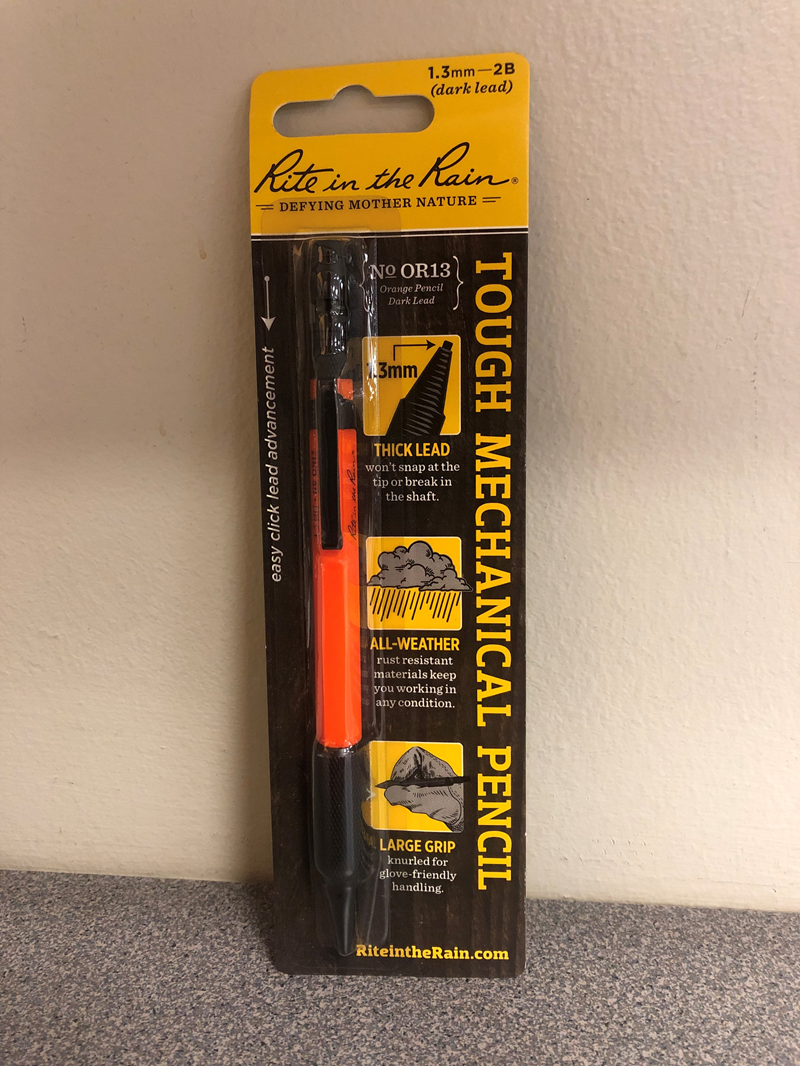 1.3mm—2B
(dark lead)
Rite in the Rain®
DEFYING MOTHER NATURE
No OR13
Orange Pencil
Dark Lead
easy click lead advancement
TOUGH MECHANICAL PENCIL
1.3mm
THICK LEAD
won't snap at the
tip or break in
the shaft.
Rite in the Rain
ALL-WEATHER
rust resistant
materials keep
you working in
any condition.
LARGE GRIP
knurled for
glove-friendly
handling.
RiteintheRain.com